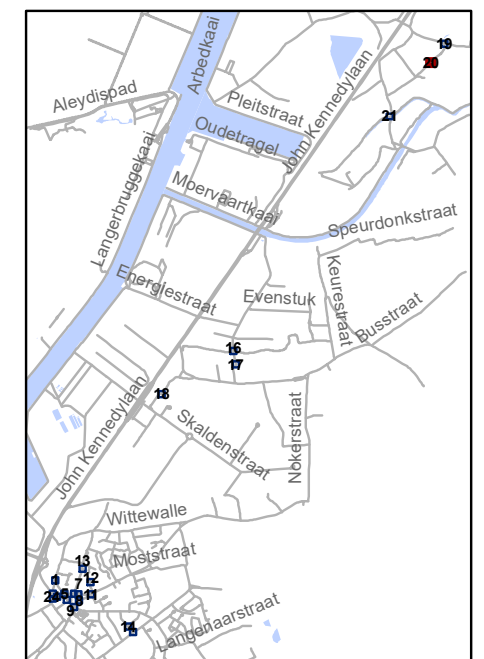 Arbedkaai
19
20
Aleydispad
Pleitstraat
John Kennedylaan
21
Oudetragel
Langerbruggekaai
Moervaartkaai
Speurdonkstraat
Energiestraat
Evenstuk
Keurestraat
Busstraat
16
17
18
John Kennedylaan
Skaldenstraat
Nokerstraat
Wittewalle
Moststraat
13
1
7
12
11
9
14
Langenaarstraat